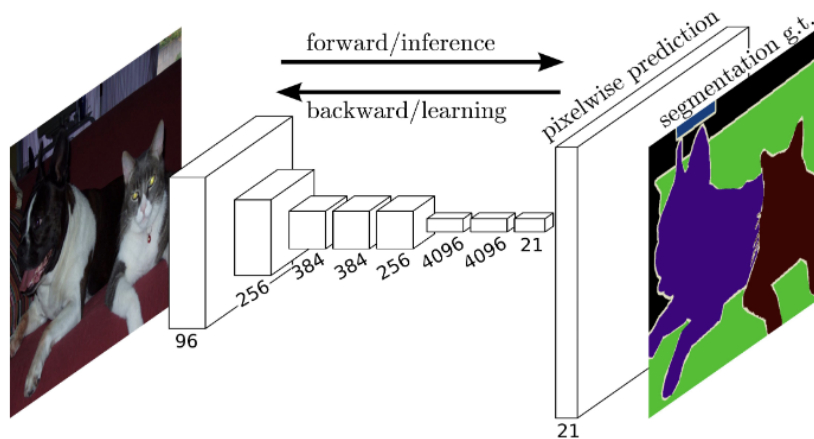 forward/inference
backward/learning
pixelwise prediction
segmentation g.t.
96
256
384
384
256
4096
4096
21
21